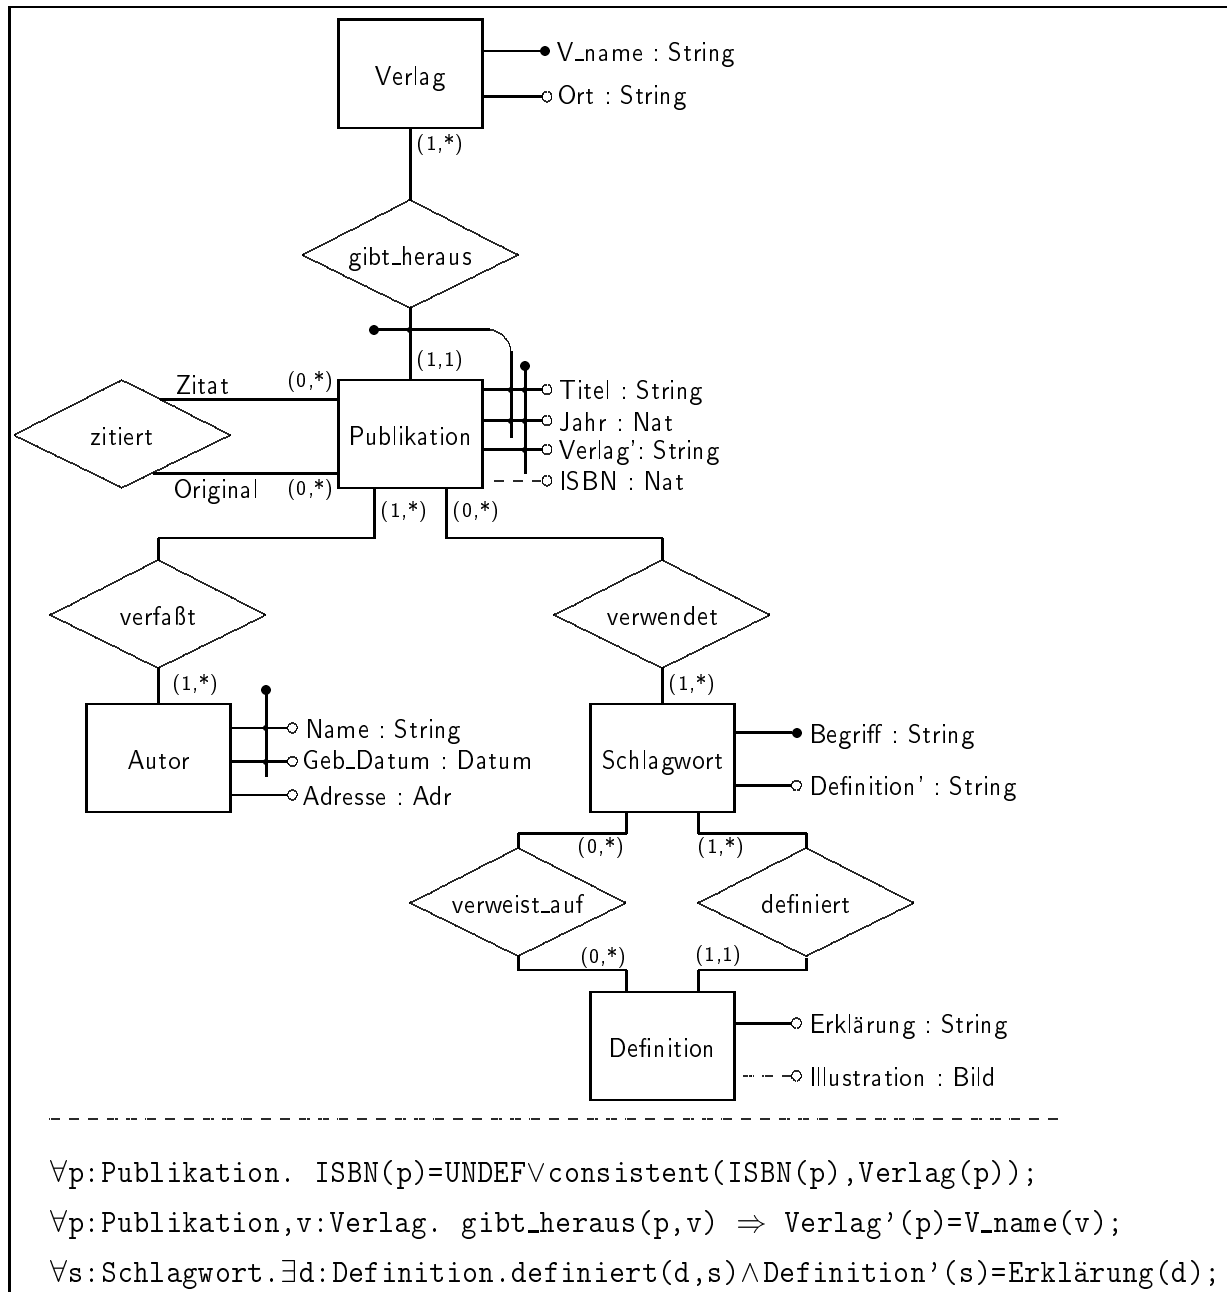 V_name : String
Verlag
Ort : String
(1,*)
gibt_heraus
(1,1)
Zitat
(0,*)
Titel : String
Jahr : Nat
zitiert
Publikation
Verlag': String
ISBN : Nat
Original
(0,*)
(1,*)
(0,*)
verfaßt
verwendet
(1,*)
(1,*)
Name : String
Begriff : String
Autor
Geb_Datum : Datum
Schlagwort
Adresse : Adr
Definition' : String
(0,*)
(1,*)
verweist_auf
definiert
(0,*)
(1,1)
Erklärung : String
Definition
Illustration : Bild
∀p:Publikation. ISBN(p)=UNDEF∨consistent(ISBN(p),Verlag(p));
∀p:Publikation,v:Verlag. gibt_heraus(p,v) ⇒ Verlag'(p)=V_name(v);
∀s:Schlagwort.∃d:Definition.definiert(d,s)∧Definition'(s)=Erklärung(d);